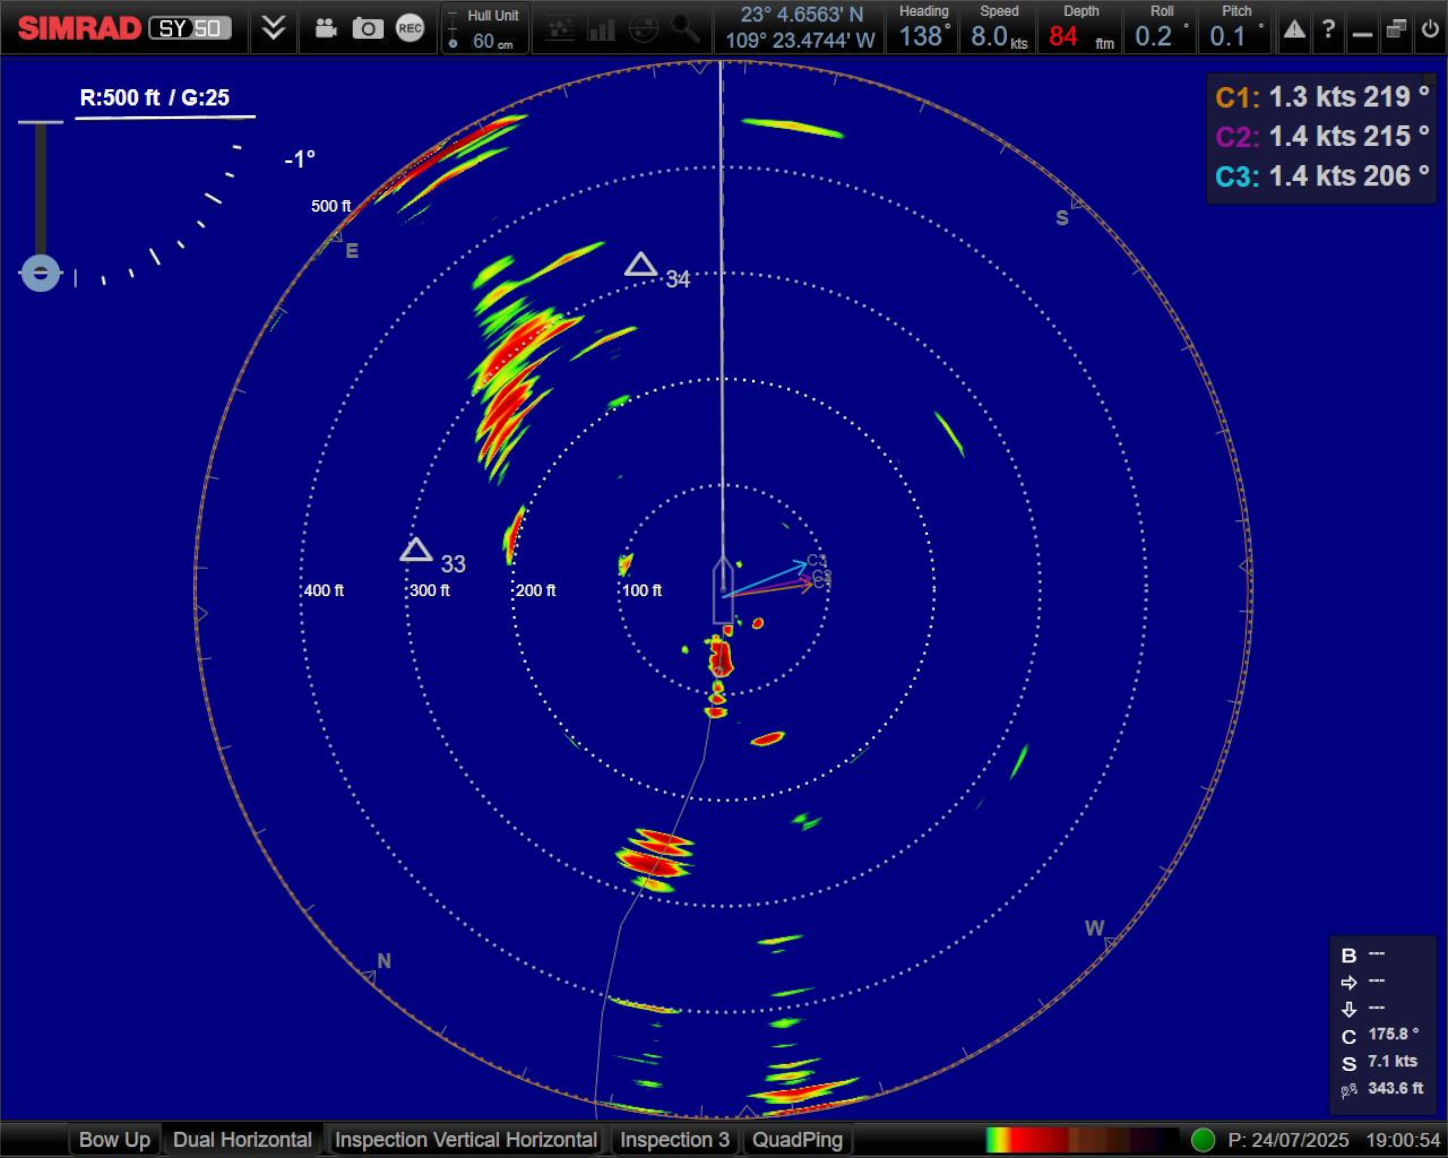 SIMRAD SY50
REC
Hull Unit
60 cm
23° 4.6563' N
109° 23.4744' W
Heading
138°
Speed
8.0 kts
Depth
84 ftm
Roll
0.2 °
Pitch
0.1 °
?
R:500 ft / G:25
-1°
C1: 1.3 kts 219 °
C2: 1.4 kts 215 °
C3: 1.4 kts 206 °
500 ft
E
S
34
33
400 ft
300 ft
200 ft
100 ft
W
N
B ---
---
---
C 175.8 °
S 7.1 kts
343.6 ft
Bow Up
Dual Horizontal
Inspection Vertical Horizontal
Inspection 3
QuadPing
P: 24/07/2025 19:00:54